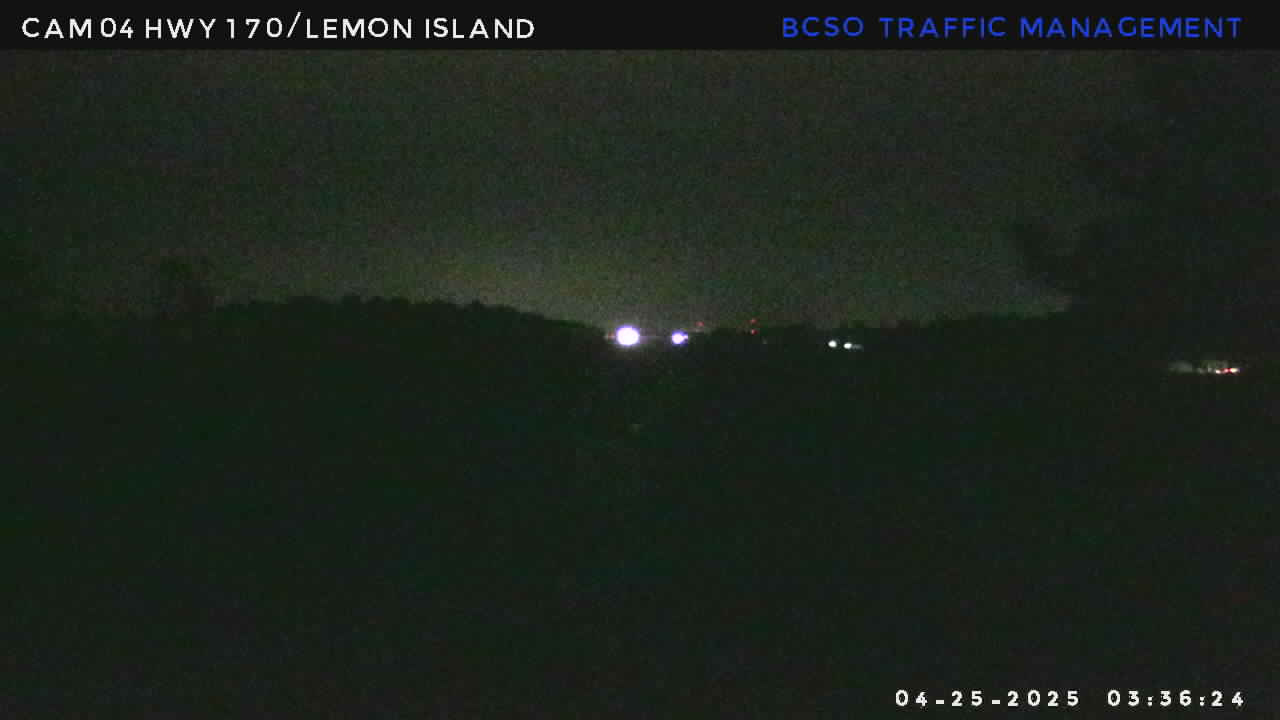 CAM 04 HWY 170/LEMON ISLAND
BCSO TRAFFIC MANAGEMENT
04-25-2025 03:36:24